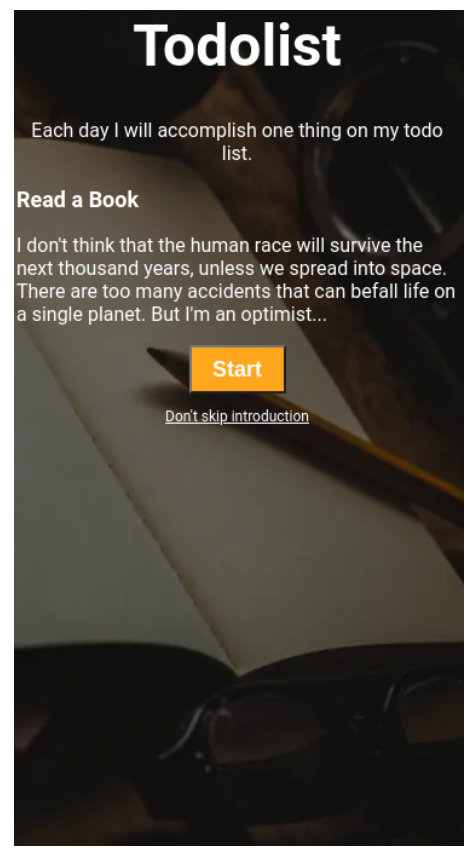 Todolist
Each day I will accomplish one thing on my todo
list.
Read a Book
I don't think that the human race will survive the
next thousand years, unless we spread into space.
There are too many accidents that can befall life on
a single planet. But I'm an optimist...
Start
Don't skip introduction